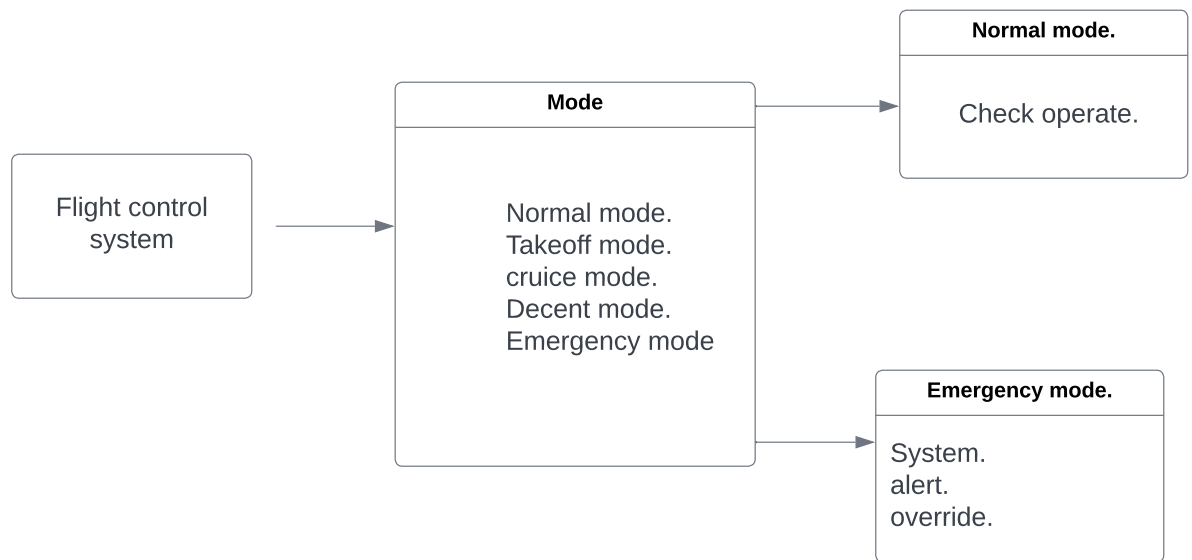 Flight control
system
Mode
Normal mode.
Takeoff mode.
cruice mode.
Decent mode.
Emergency mode
Normal mode.
Check operate.
Emergency mode.
System.
alert.
override.